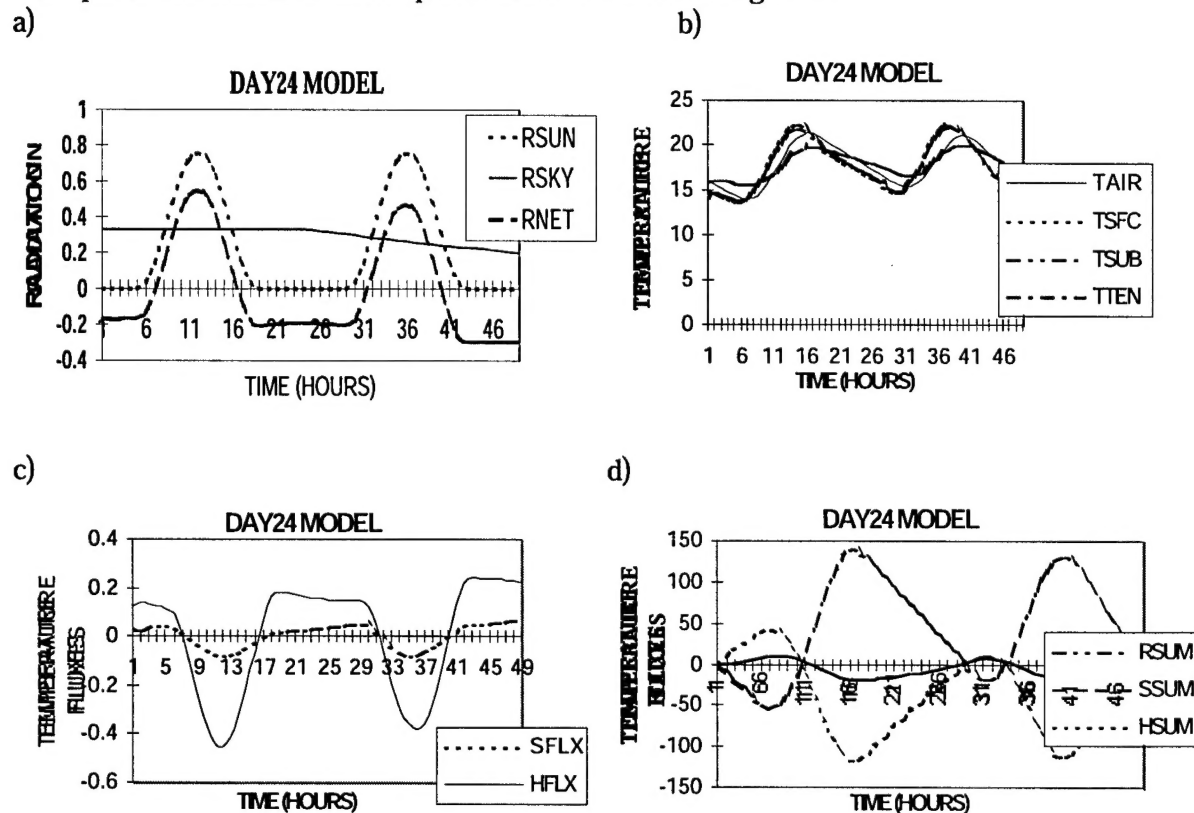 a)
b)
DAY24 MODEL
1
0.8
0.6
0.4
0.2
0
-0.2
-0.4
1 6 11 16 21 26 31 36 41 46
TIME (HOURS)
RSUN
RSKY
RNET
DAY24 MODEL
25
20
15
10
5
0
1 6 11 16 21 26 31 36 41 46
TIME (HOURS)
TAIR
TSFC
TSUB
TTEN
c)
d)
DAY24 MODEL
0.4
0.2
0
-0.2
-0.4
-0.6
1 5 9 13 17 21 25 29 33 37 41 45 49
FLUXES
TIME (HOURS)
SFLX
HFLX
DAY24 MODEL
150
100
50
0
-50
-100
-150
31 36 41 46
TIME (HOURS)
RSUM
SSUM
HSUM